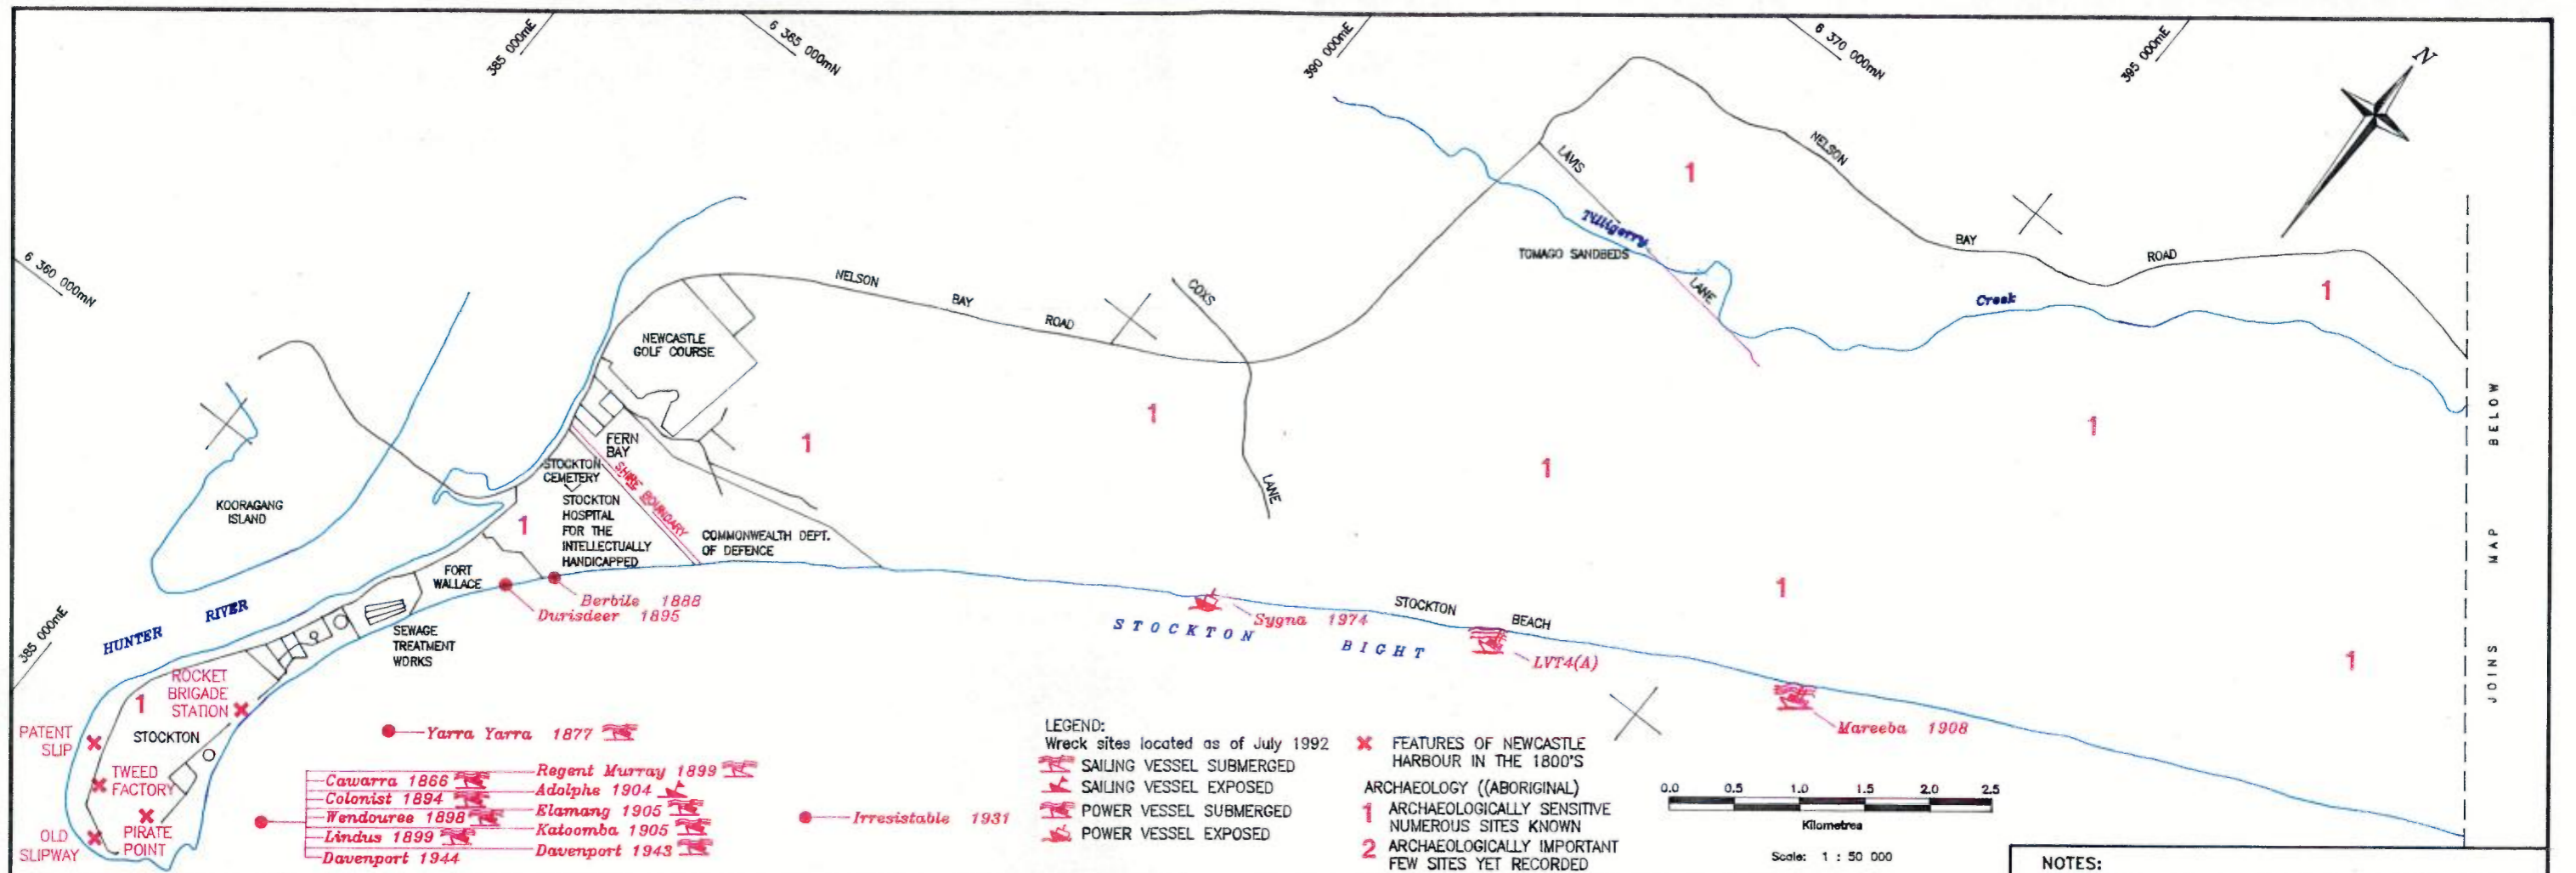 385 000mE
6 365 000mN
390 000mE
6 370 000mN
395 000mE
N
6 360 000mN
385 000mE
NELSON
BAY
ROAD
COXS
LANE
LAVIS
LANE
NELSON
BAY
ROAD
Tilligerry
Creek
TOMAGO SANDBEDS
1
1
1
1
1
1
1
1
1
1
NEWCASTLE
GOLF COURSE
FERN
BAY
STOCKTON
CEMETERY
STOCKTON
HOSPITAL
FOR THE
INTELLECTUALLY
HANDICAPPED
SHIRE BOUNDARY
COMMONWEALTH DEPT.
OF DEFENCE
KOORAGANG
ISLAND
FORT
WALLACE
HUNTER RIVER
SEWAGE
TREATMENT
WORKS
Berbile 1888
Durisdeer 1895
Sygna 1974
STOCKTON BEACH
STOCKTON BIGHT
LVT4(A)
Mareeba 1908
JOINS MAP BELOW
ROCKET
BRIGADE
STATION
PATENT
SLIP
STOCKTON
TWEED
FACTORY
OLD
SLIPWAY
PIRATE
POINT
Yarra Yarra 1877
Cawarra 1866
Colonist 1894
Wendouree 1898
Lindus 1899
Davenport 1944
Regent Murray 1899
Adolphe 1904
Elamang 1905
Katoomba 1905
Davenport 1943
Irresistable 1931
LEGEND:
Wreck sites located as of July 1992
SAILING VESSEL SUBMERGED
SAILING VESSEL EXPOSED
POWER VESSEL SUBMERGED
POWER VESSEL EXPOSED
FEATURES OF NEWCASTLE
HARBOUR IN THE 1800'S
ARCHAEOLOGY ((ABORIGINAL)
1 ARCHAEOLOGICALLY SENSITIVE
NUMEROUS SITES KNOWN
2 ARCHAEOLOGICALLY IMPORTANT
FEW SITES YET RECORDED
0.0 0.5 1.0 1.5 2.0 2.5
Kilometres
Scale: 1 : 50 000
NOTES: